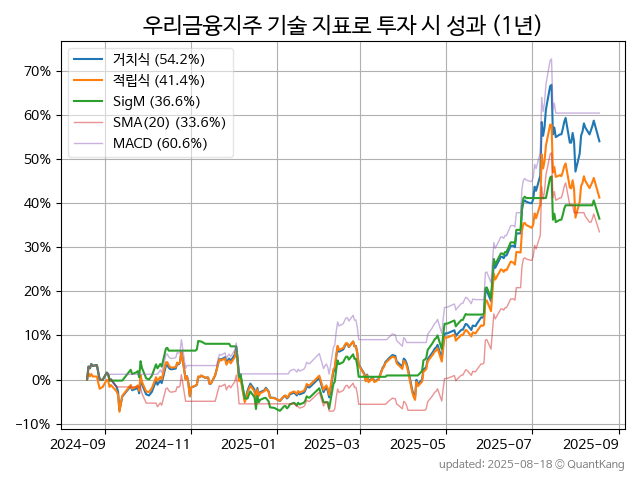 우리금융지주 기술 지표로 투자 시 성과 (1년)
거치식 (54.2%)
적립식 (41.4%)
SigM (36.6%)
SMA(20) (33.6%)
MACD (60.6%)
70%
60%
50%
40%
30%
20%
10%
0%
−10%
2024-09 2024-11 2025-01 2025-03 2025-05 2025-07 2025-09
updated: 2025-08-18 ⓒ QuantKang